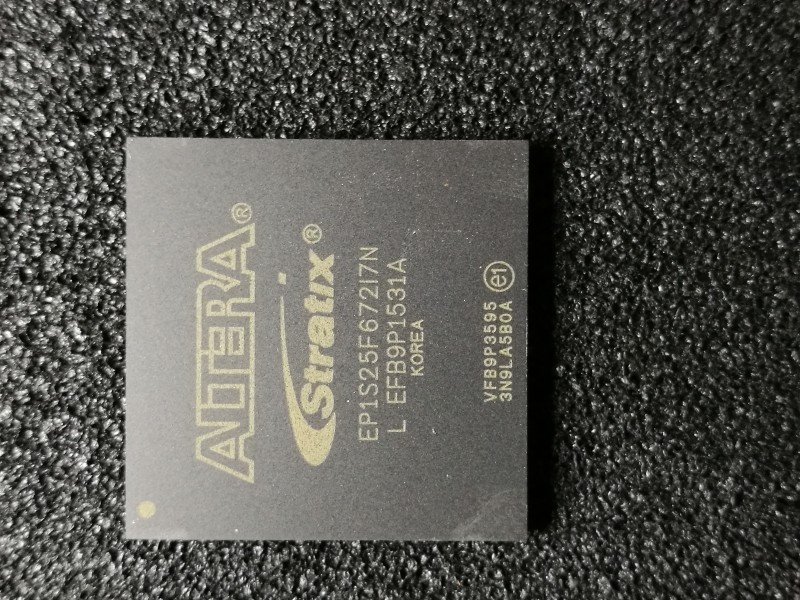 ALTERA®
Stratix®
EP1S25F672I7N
L EFB9P1531A
KOREA
VFB9P3595
3N9LA5B0A e1